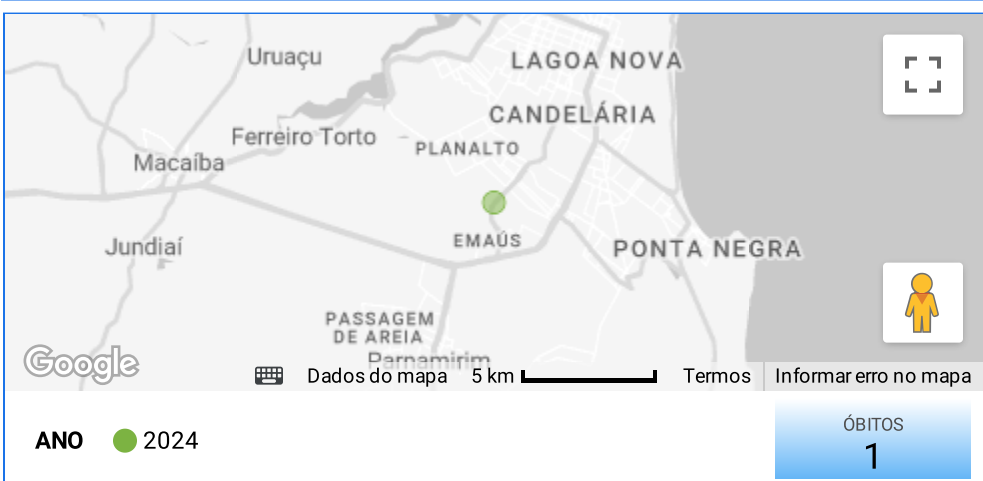 Uruaçu
LAGOA NOVA
CANDELÁRIA
Ferreiro Torto
PLANALTO
Macaíba
EMAÚS
Jundiaí
PONTA NEGRA
PASSAGEM
DE AREIA
Parnamirim
Google
Dados do mapa 5 km Termos Informar erro no mapa
ANO 2024
ÓBITOS
1